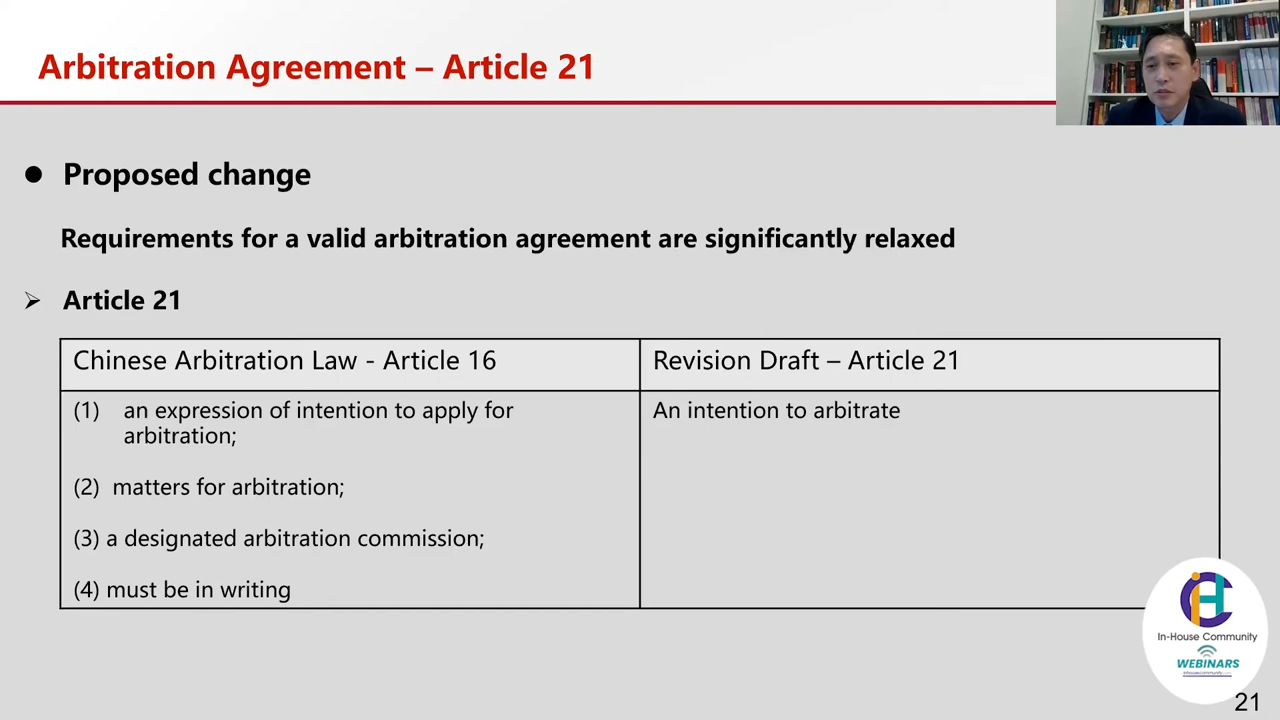 Arbitration Agreement – Article 21
● Proposed change
Requirements for a valid arbitration agreement are significantly relaxed
➢ Article 21
Chinese Arbitration Law - Article 16
Revision Draft – Article 21
(1) an expression of intention to apply for
arbitration;
(2) matters for arbitration;
(3) a designated arbitration commission;
(4) must be in writing
An intention to arbitrate
In-House Community
WEBINARS
21